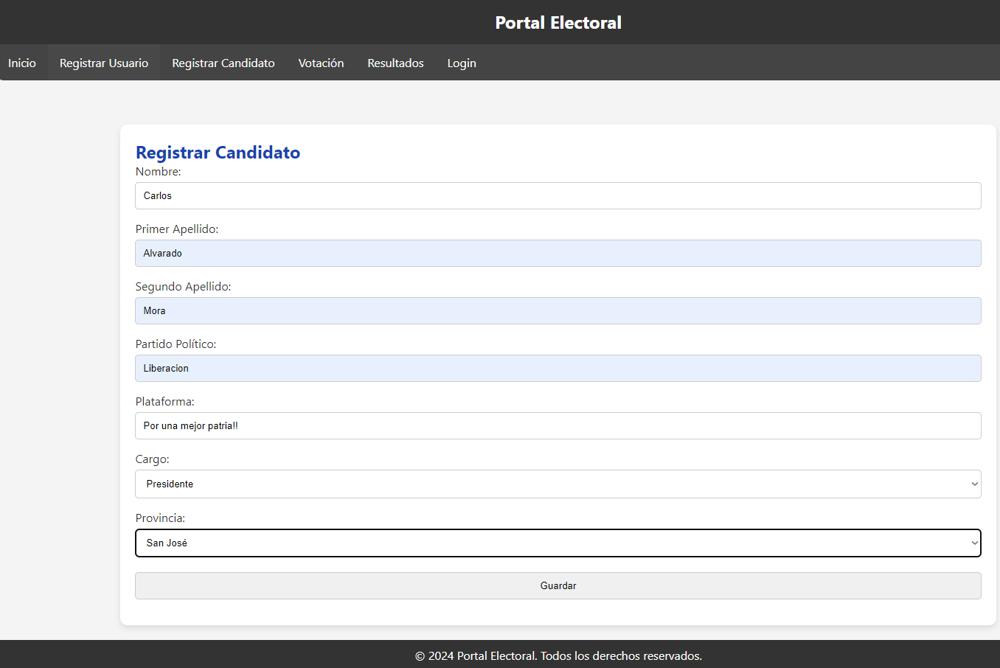 Portal Electoral
Inicio Registrar Usuario Registrar Candidato Votación Resultados Login
Registrar Candidato
Nombre:
Carlos
Primer Apellido:
Alvarado
Segundo Apellido:
Mora
Partido Político:
Liberacion
Plataforma:
Por una mejor patria!!
Cargo:
Presidente
Provincia:
San José
Guardar
© 2024 Portal Electoral. Todos los derechos reservados.